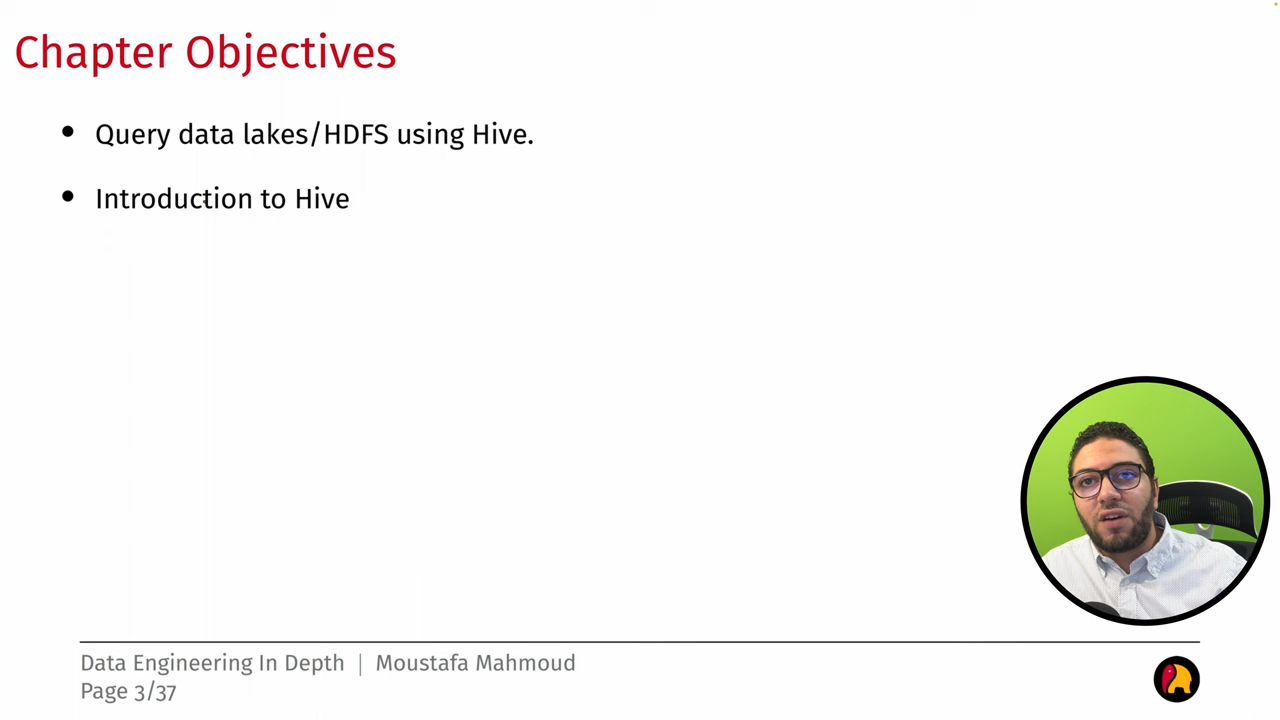 Chapter Objectives
• Query data lakes/HDFS using Hive.
• Introduction to Hive
Data Engineering In Depth | Moustafa Mahmoud
Page 3/37